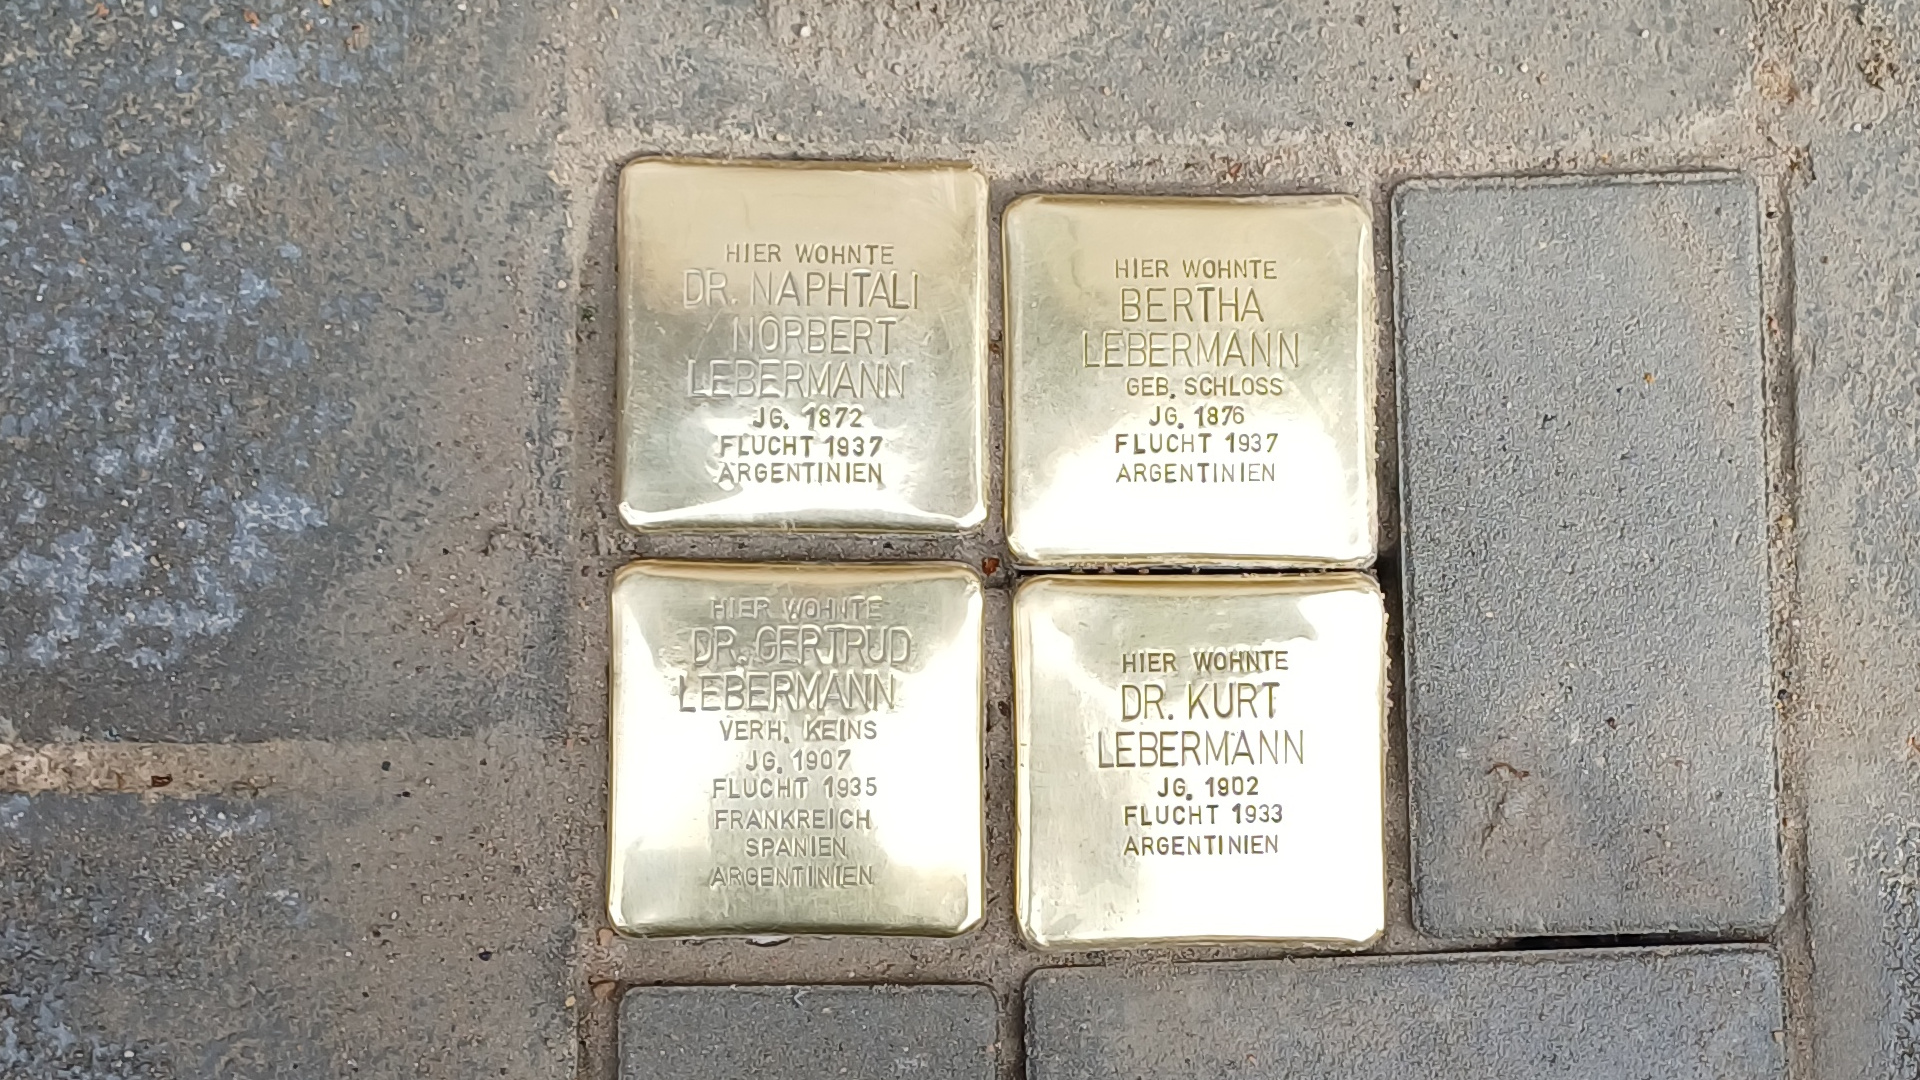 HIER WOHNTE
DR. NAPHTALI
NORBERT
LEBERMANN
JG. 1872
FLUCHT 1937
ARGENTINIEN
HIER WOHNTE
BERTHA
LEBERMANN
GEB. SCHLOSS
JG. 1876
FLUCHT 1937
ARGENTINIEN
HIER WOHNTE
DR. GERTRUD
LEBERMANN
VERH. KEINS
JG. 1907
FLUCHT 1935
FRANKREICH
SPANIEN
ARGENTINIEN
HIER WOHNTE
DR. KURT
LEBERMANN
JG. 1902
FLUCHT 1933
ARGENTINIEN